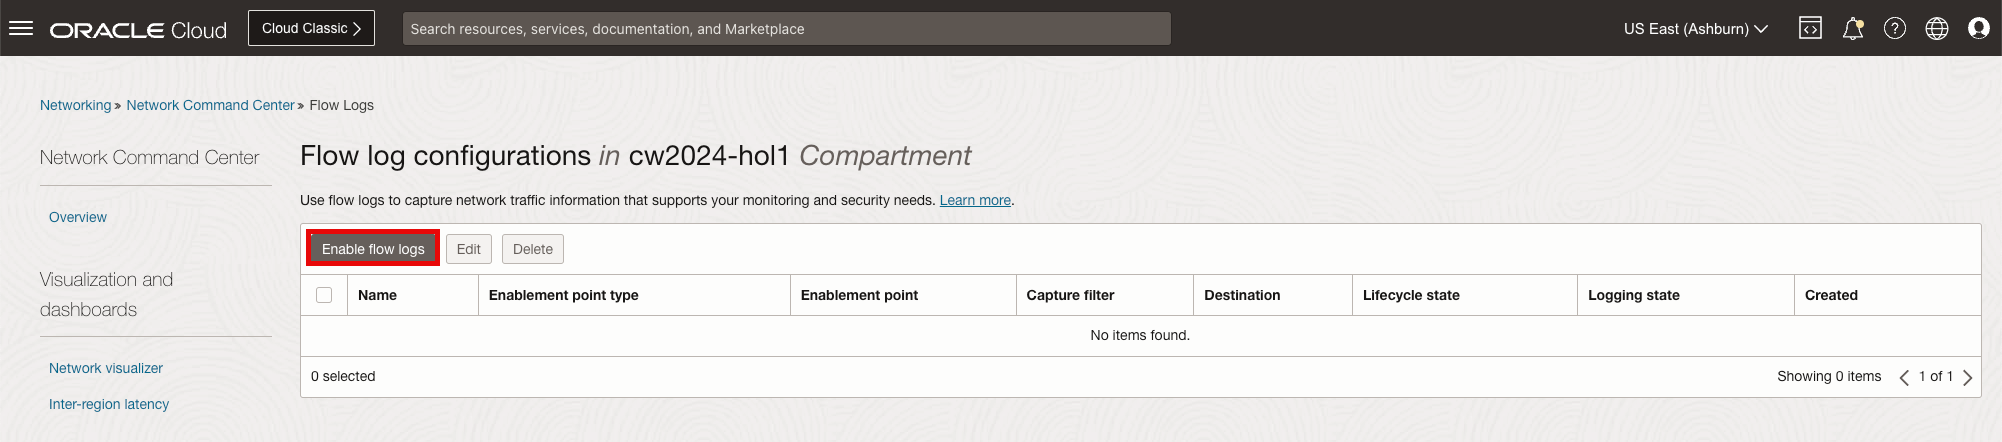 ORACLE Cloud
Cloud Classic
Search resources, services, documentation, and Marketplace
US East (Ashburn)
Networking » Network Command Center » Flow Logs
Network Command Center
Overview
Visualization and
dashboards
Network visualizer
Inter-region latency
Flow log configurations in cw2024-hol1 Compartment
Use flow logs to capture network traffic information that supports your monitoring and security needs. Learn more.
Enable flow logs Edit Delete
Name Enablement point type Enablement point Capture filter Destination Lifecycle state Logging state Created
No items found.
0 selected Showing 0 items 1 of 1